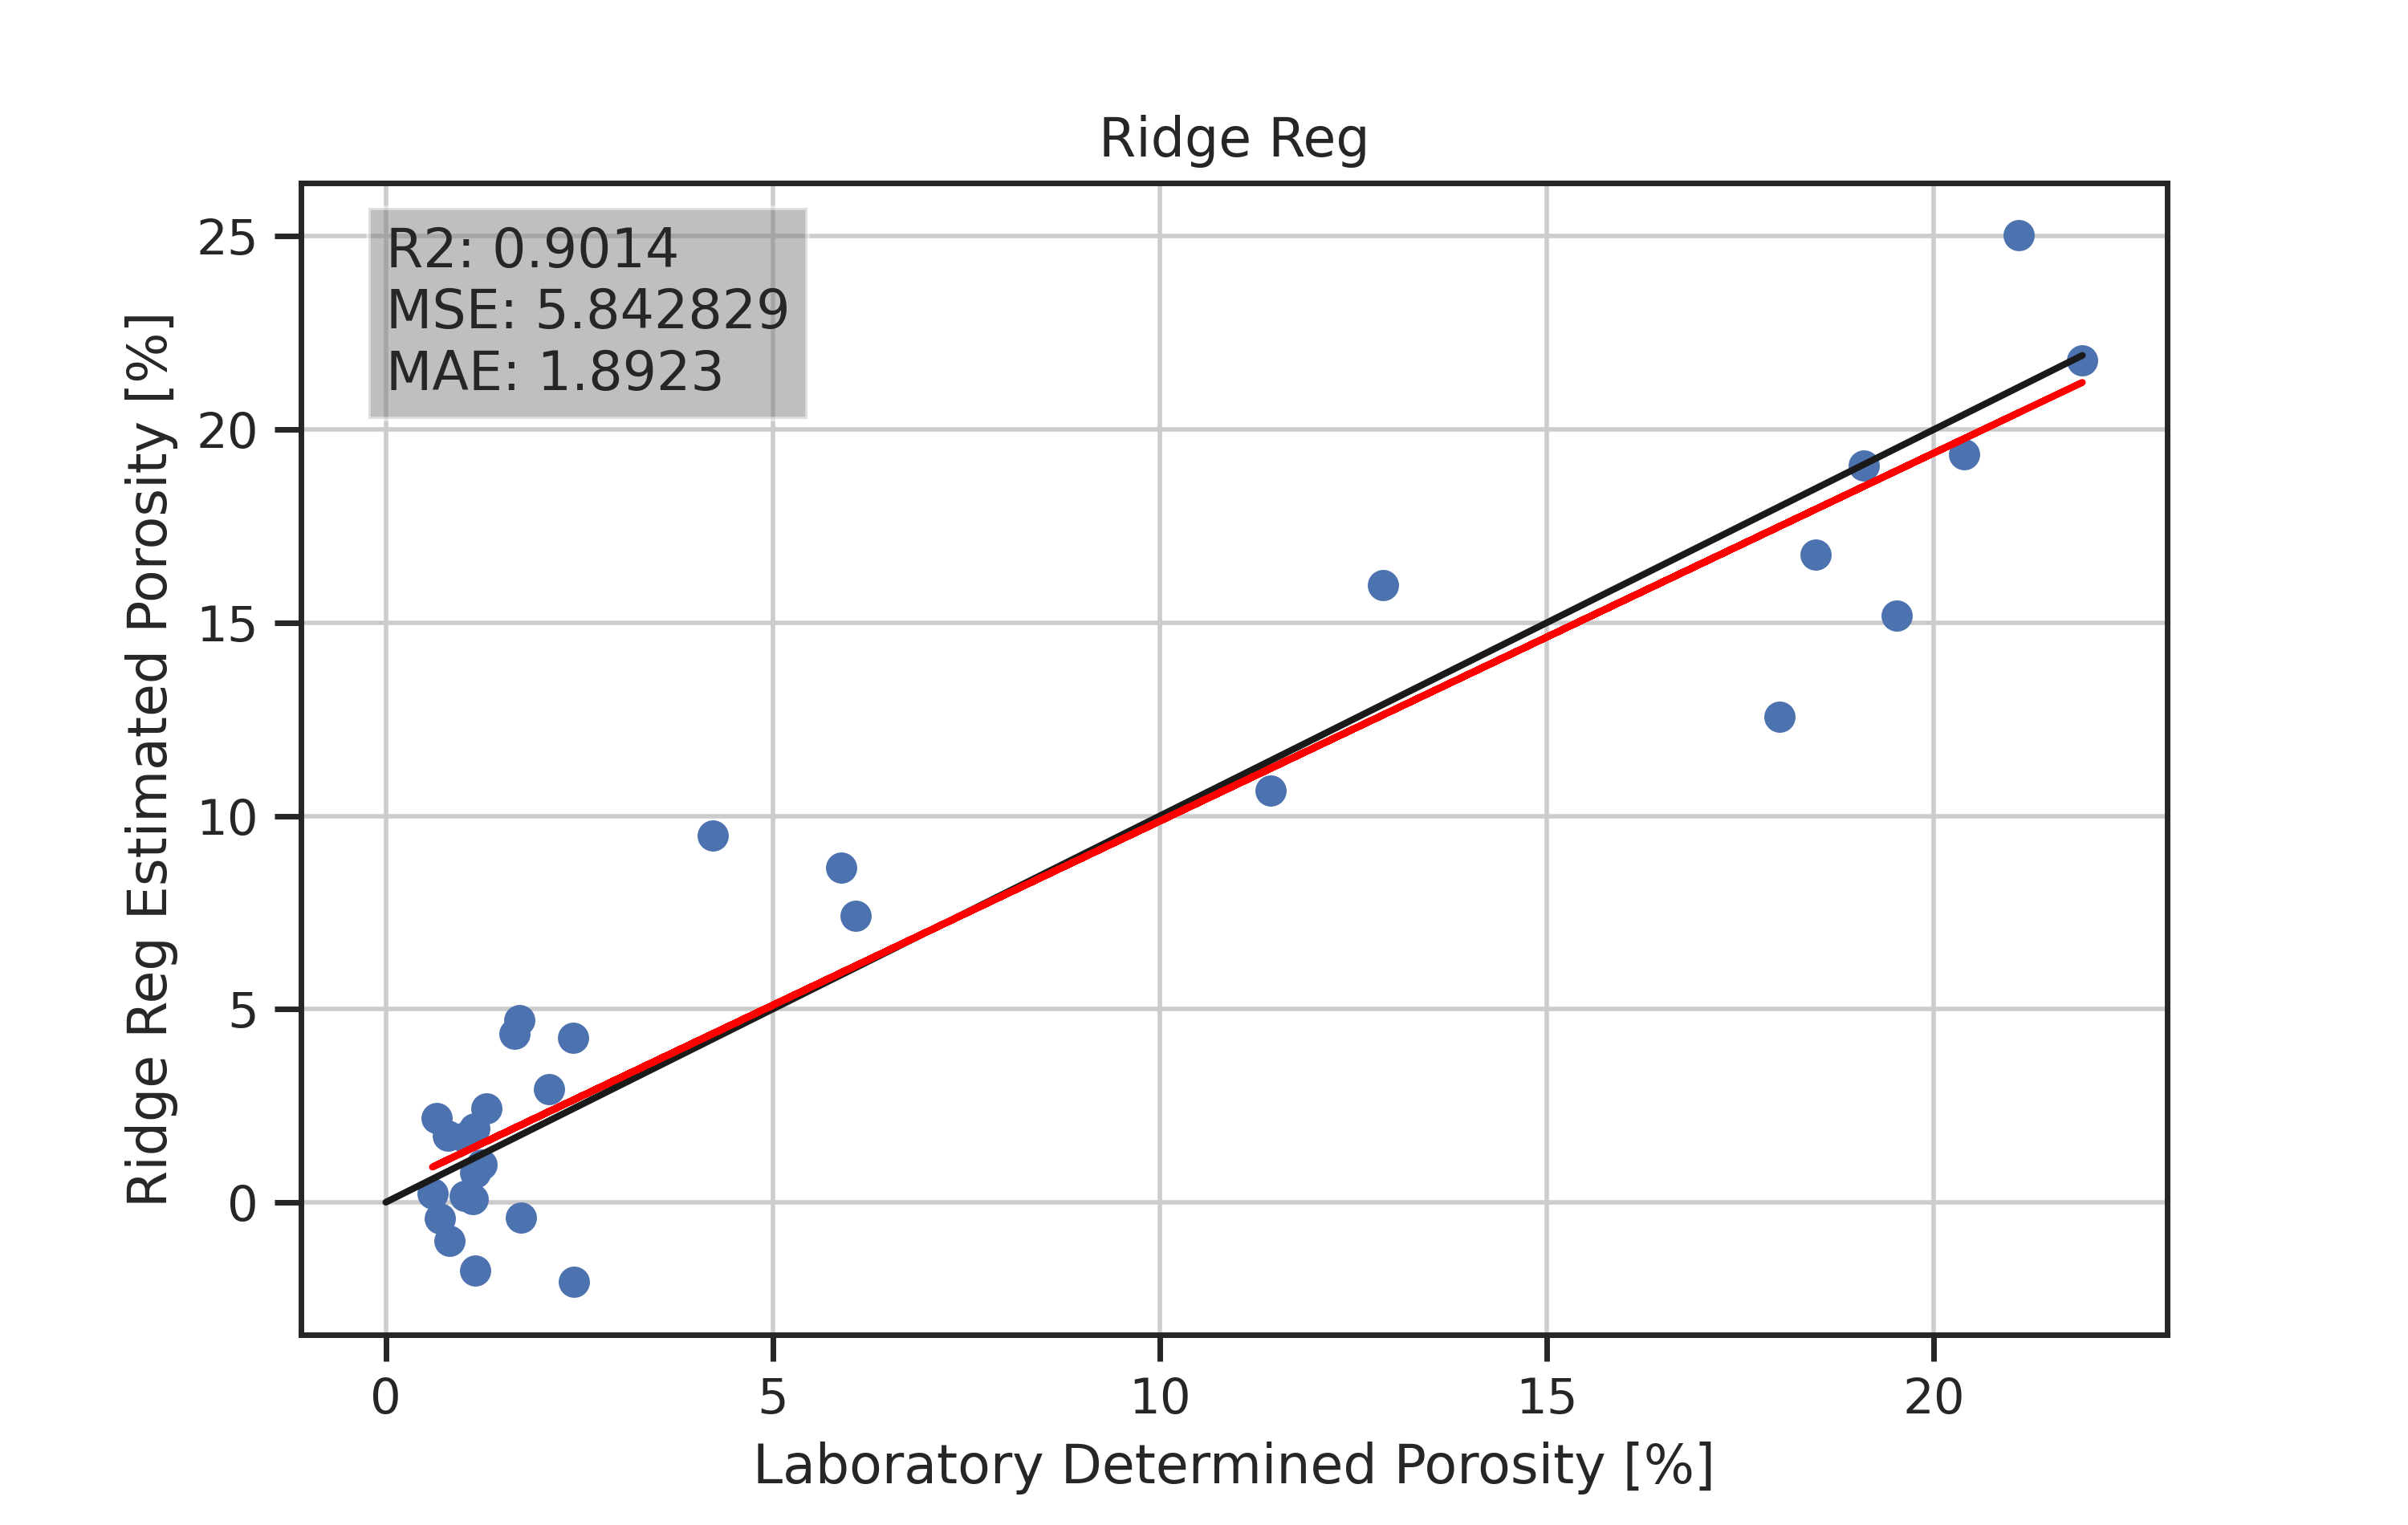 Ridge Reg
R2: 0.9014
MSE: 5.842829
MAE: 1.8923
Ridge Reg Estimated Porosity [%]
25
20
15
10
5
0
0 5 10 15 20
Laboratory Determined Porosity [%]